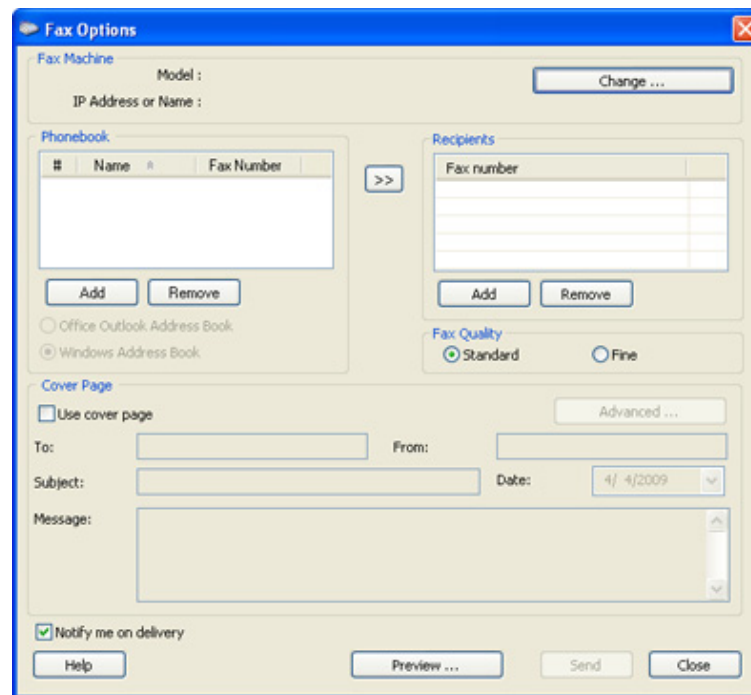 Fax Options
Fax Machine
Model :
Change ...
IP Address or Name :
Phonebook
# Name Fax Number
>>
Add Remove
Office Outlook Address Book
Windows Address Book
Recipients
Fax number
Add Remove
Fax Quality
Standard Fine
Cover Page
Use cover page
Advanced ...
To: From:
Subject: Date: 4/ 4/2009
Message:
Notify me on delivery
Help Preview ... Send Close